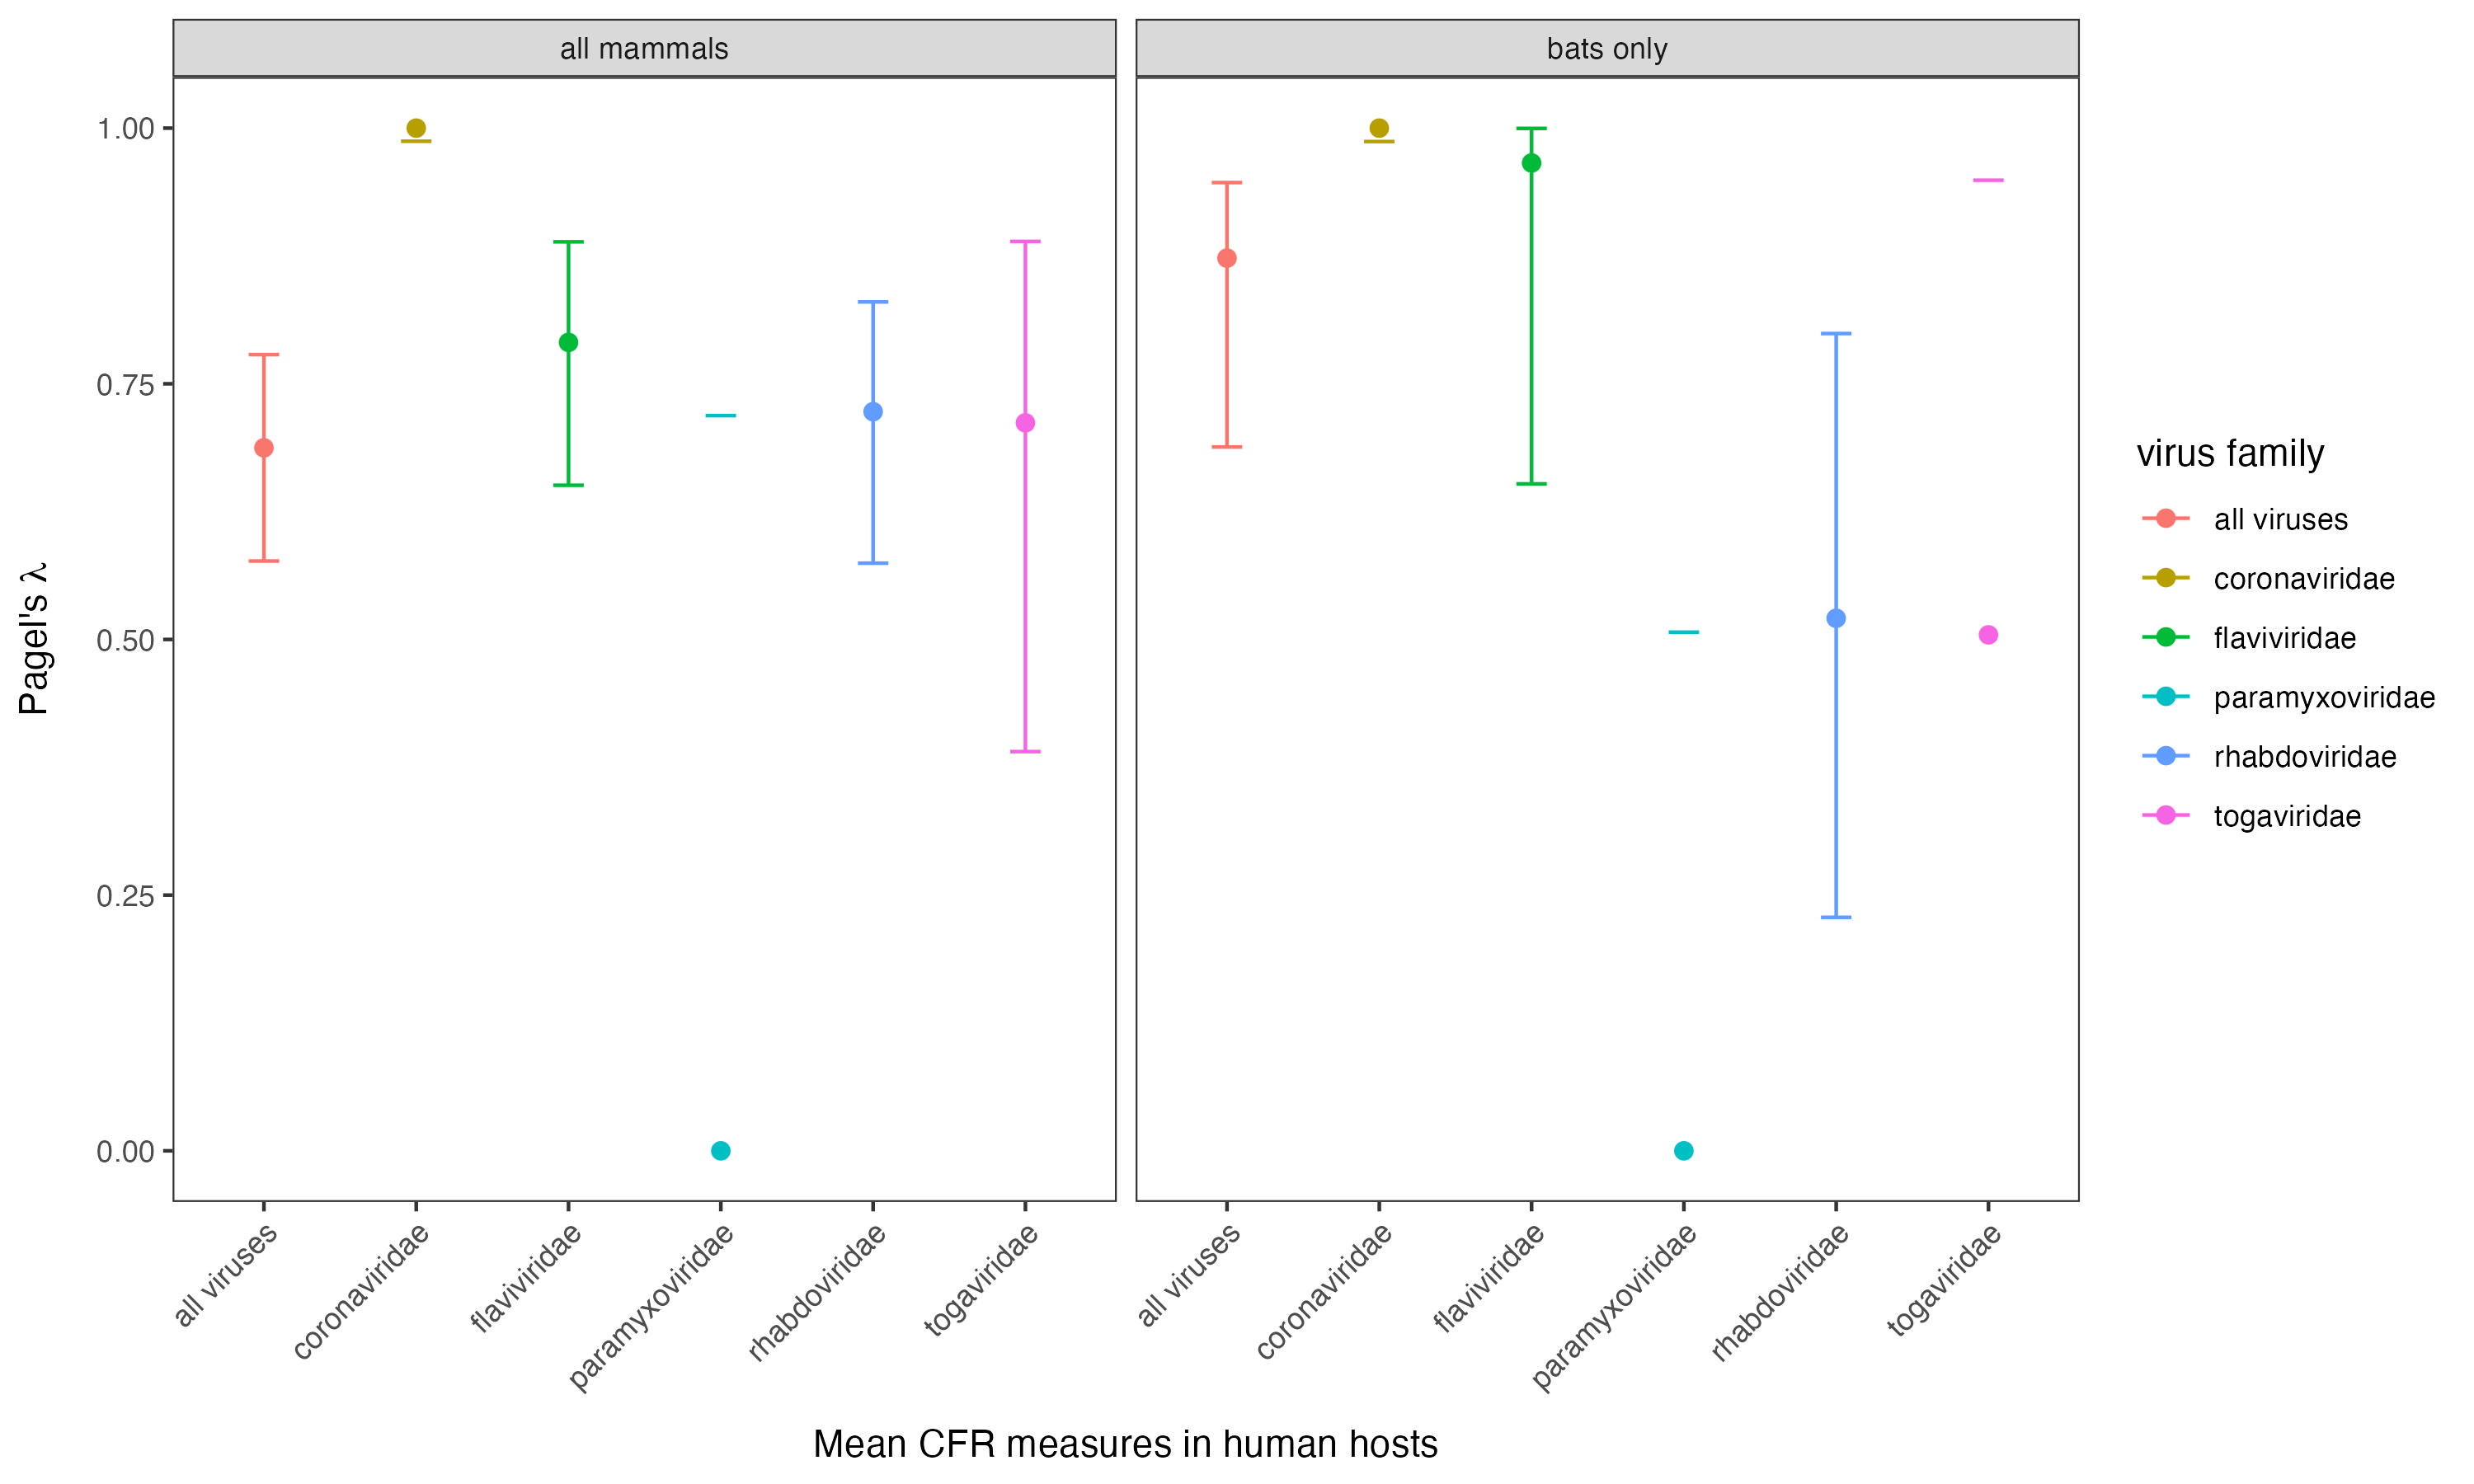 all mammals
bats only
Pagel's λ
1.00
0.75
0.50
0.25
0.00
all viruses
coronaviridae
flaviviridae
paramyxoviridae
rhabdoviridae
togaviridae
all viruses
coronaviridae
flaviviridae
paramyxoviridae
rhabdoviridae
togaviridae
Mean CFR measures in human hosts
virus family
all viruses
coronaviridae
flaviviridae
paramyxoviridae
rhabdoviridae
togaviridae